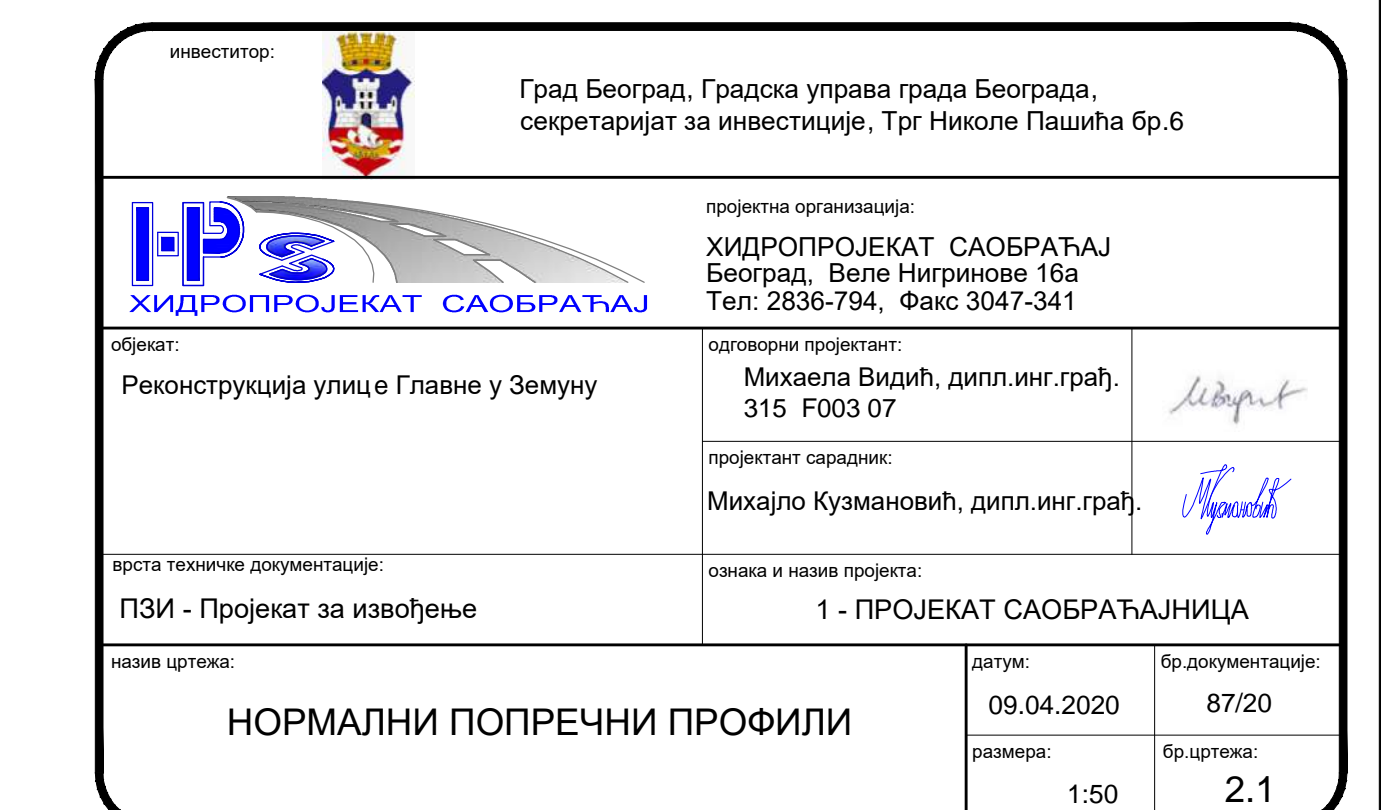 инвеститор:
Град Београд, Градска управа града Београда,
секретаријат за инвестиције, Трг Николе Пашића бр.6
HPs
ХИДРОПРОЈЕКАТ САОБРАЋАЈ
пројектна организација:
ХИДРОПРОЈЕКАТ САОБРАЋАЈ
Београд, Веле Нигринове 16а
Тел: 2836-794, Факс 3047-341
објекат:
Реконструкција улице Главне у Земуну
одговорни пројектант:
Михаела Видић, дипл.инг.грађ.
315 F003 07
пројектант сарадник:
Михајло Кузмановић, дипл.инг.грађ.
врста техничке документације:
ПЗИ - Пројекат за извођење
ознака и назив пројекта:
1 - ПРОЈЕКАТ САОБРАЋАЈНИЦА
назив цртежа:
НОРМАЛНИ ПОПРЕЧНИ ПРОФИЛИ
датум:
09.04.2020
бр.документације:
87/20
размера:
1:50
бр.цртежа:
2.1